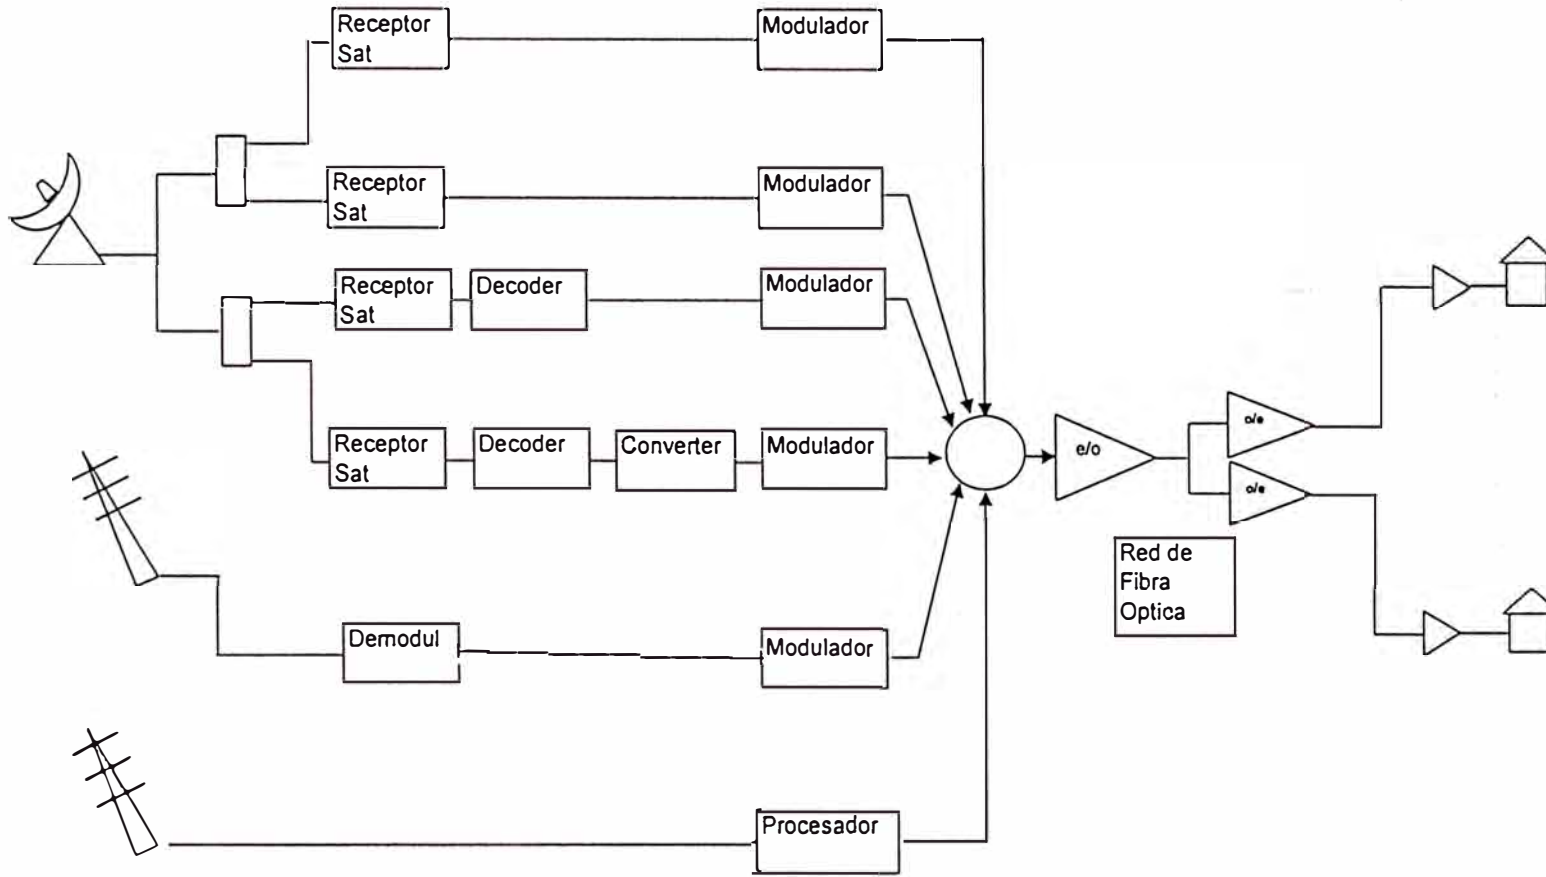 Receptor
Sat
Modulador
Receptor
Sat
Modulador
Receptor
Sat
Decoder
Modulador
Receptor
Sat
Decoder
Converter
Modulador
e/o
o/e
o/e
Red de
Fibra
Optica
Demodul
Modulador
Procesador